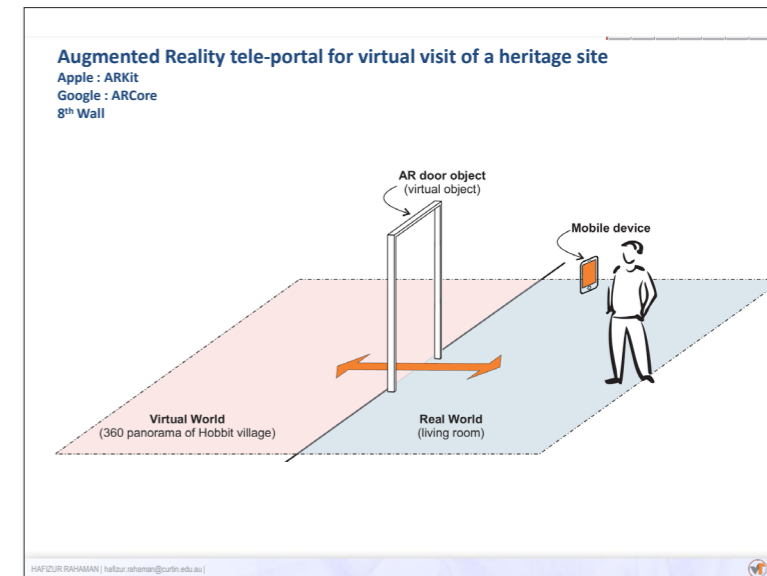 Augmented Reality tele-portal for virtual visit of a heritage site
Apple : ARKit
Google : ARCore
8th Wall
AR door object
(virtual object)
Mobile device
Virtual World
(360 panorama of Hobbit village)
Real World
(living room)
HAFIZUR RAHAMAN | hafizur.rahaman@curtin.edu.au |